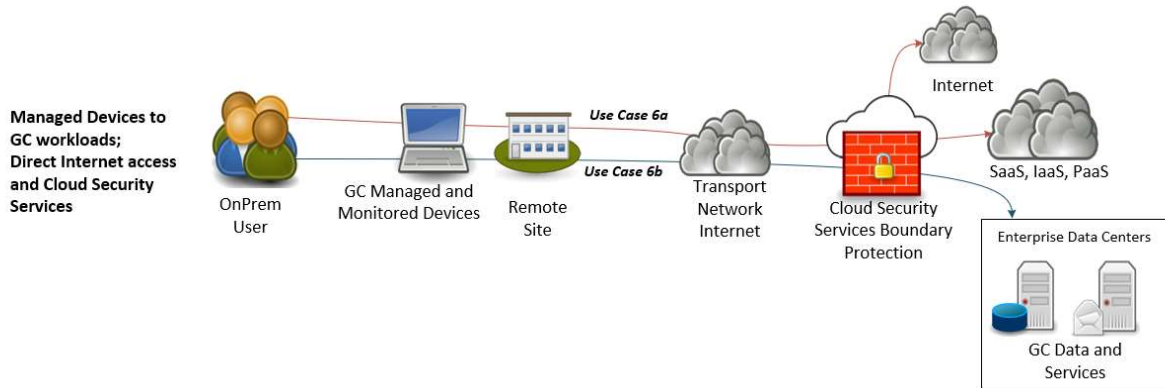 Managed Devices to
GC workloads;
Direct Internet access
and Cloud Security
Services
OnPrem
User
GC Managed and
Monitored Devices
Remote
Site
Use Case 6a
Use Case 6b
Transport
Network
Internet
Cloud Security
Services Boundary
Protection
Internet
SaaS, IaaS, PaaS
Enterprise Data Centers
GC Data and
Services